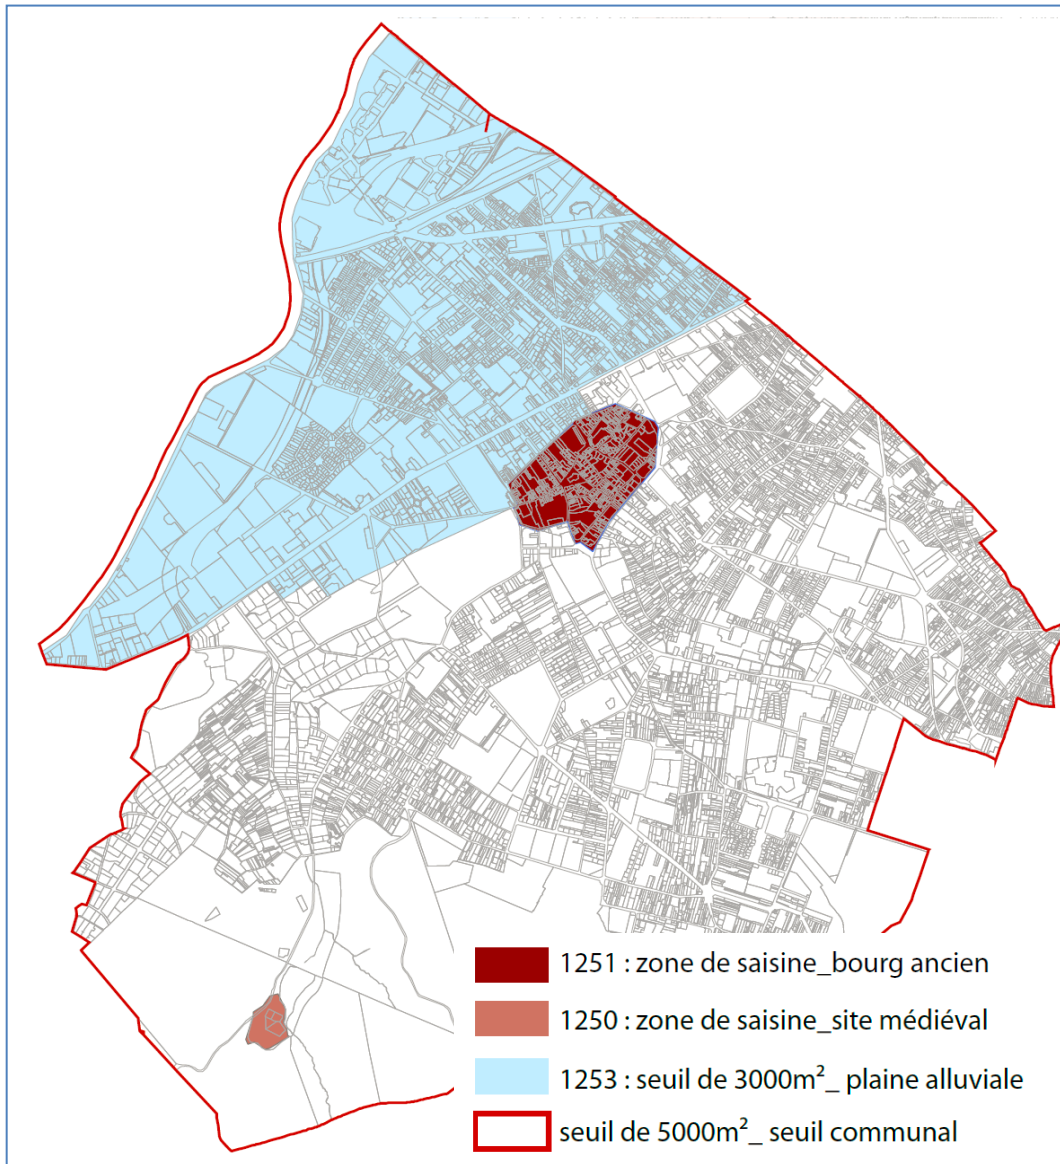 1251 : zone de saisine_bourg ancien
1250 : zone de saisine_site médiéval
1253 : seuil de 3000m²_ plaine alluviale
seuil de 5000m²_ seuil communal